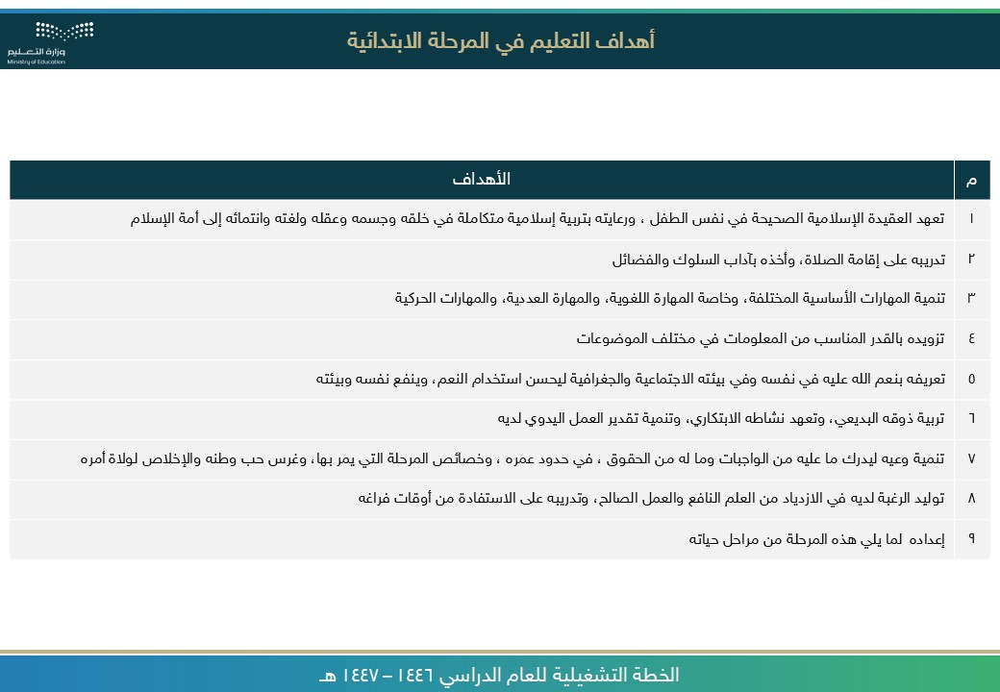 أهداف التعليم في المرحلة الابتدائية
وزارة التعـــليم
Ministry of Education
م الأهداف
١ تعهد العقيدة الإسلامية الصحيحة في نفس الطفل ، ورعايته بتربية إسلامية متكاملة في خلقه وجسمه وعقله ولغته وانتمائه إلى أمة الإسلام
٢ تدريبه على إقامة الصلاة، وأخذه بآداب السلوك والفضائل
٣ تنمية المهارات الأساسية المختلفة، وخاصة المهارة اللغوية، والمهارة العددية، والمهارات الحركية
٤ تزويده بالقدر المناسب من المعلومات في مختلف الموضوعات
٥ تعريفه بنعم الله عليه في نفسه وفي بيئته الاجتماعية والجغرافية ليحسن استخدام النعم، وينفع نفسه وبيئته
٦ تربية ذوقه البديعي، وتعهد نشاطه الابتكاري، وتنمية تقدير العمل اليدوي لديه
٧ تنمية وعيه ليدرك ما عليه من الواجبات وما له من الحقوق ، في حدود عمره ، وخصائص المرحلة التي يمر بها، وغرس حب وطنه والإخلاص لولاة أمره
٨ توليد الرغبة لديه في الازدياد من العلم النافع والعمل الصالح، وتدريبه على الاستفادة من أوقات فراغه
٩ إعداده لما يلي هذه المرحلة من مراحل حياته
الخطة التشغيلية للعام الدراسي ١٤٤٦ – ١٤٤٧ هـ